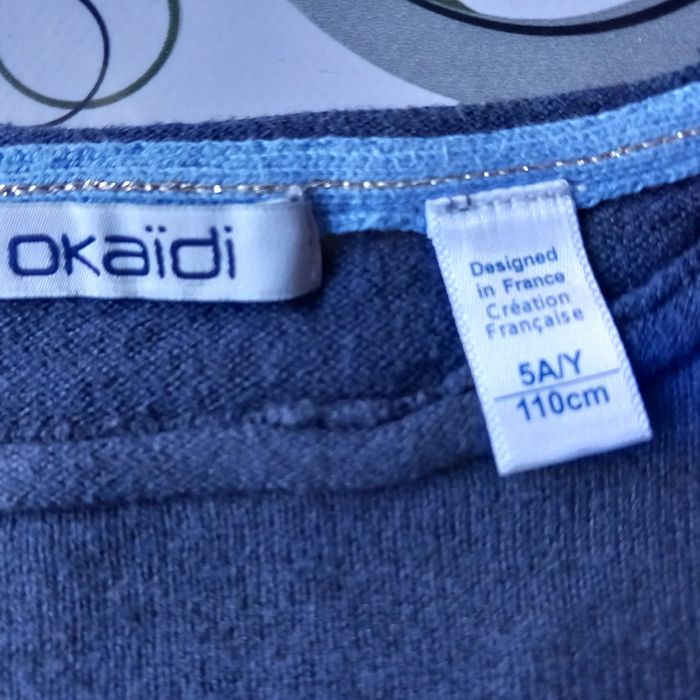 okaïdi
Designed
in France
Création
Française
5A/Y
110cm